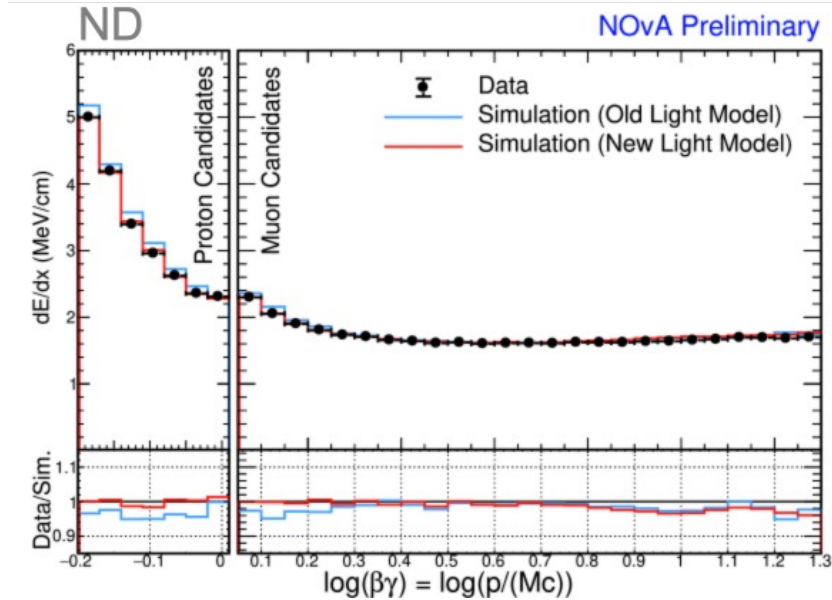 ND
NOvA Preliminary
6
5
4
3
2
1
dE/dx (MeV/cm)
Proton Candidates
Muon Candidates
Data
Simulation (Old Light Model)
Simulation (New Light Model)
Data/Sim.
1.1
1
0.9
−0.2 −0.1 0 0.1 0.2 0.3 0.4 0.5 0.6 0.7 0.8 0.9 1 1.1 1.2 1.3
log(βγ) = log(p/(Mc))